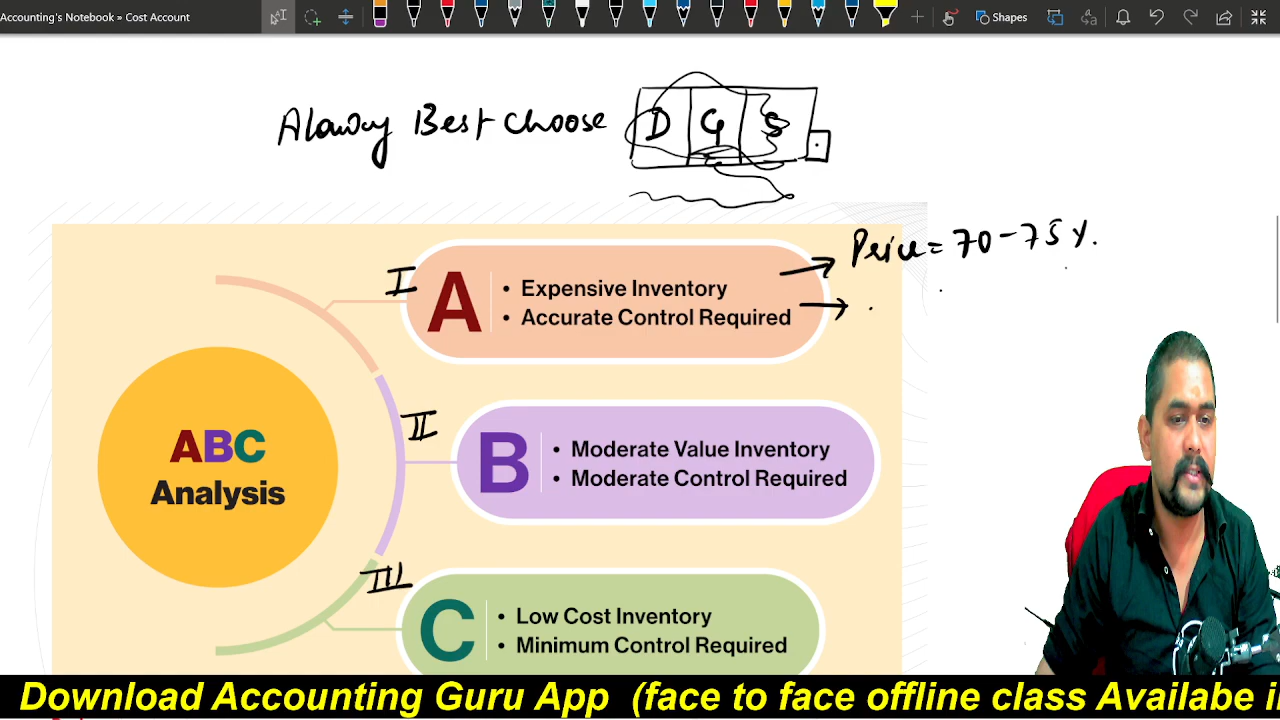 Accounting's Notebook » Cost Account
Shapes
Alaway Best choose D G S
Price = 70-75%.
I
A
• Expensive Inventory
• Accurate Control Required
II
ABC
Analysis
B
• Moderate Value Inventory
• Moderate Control Required
III
C
• Low Cost Inventory
• Minimum Control Required
Download Accounting Guru App (face to face offline class Availabe i